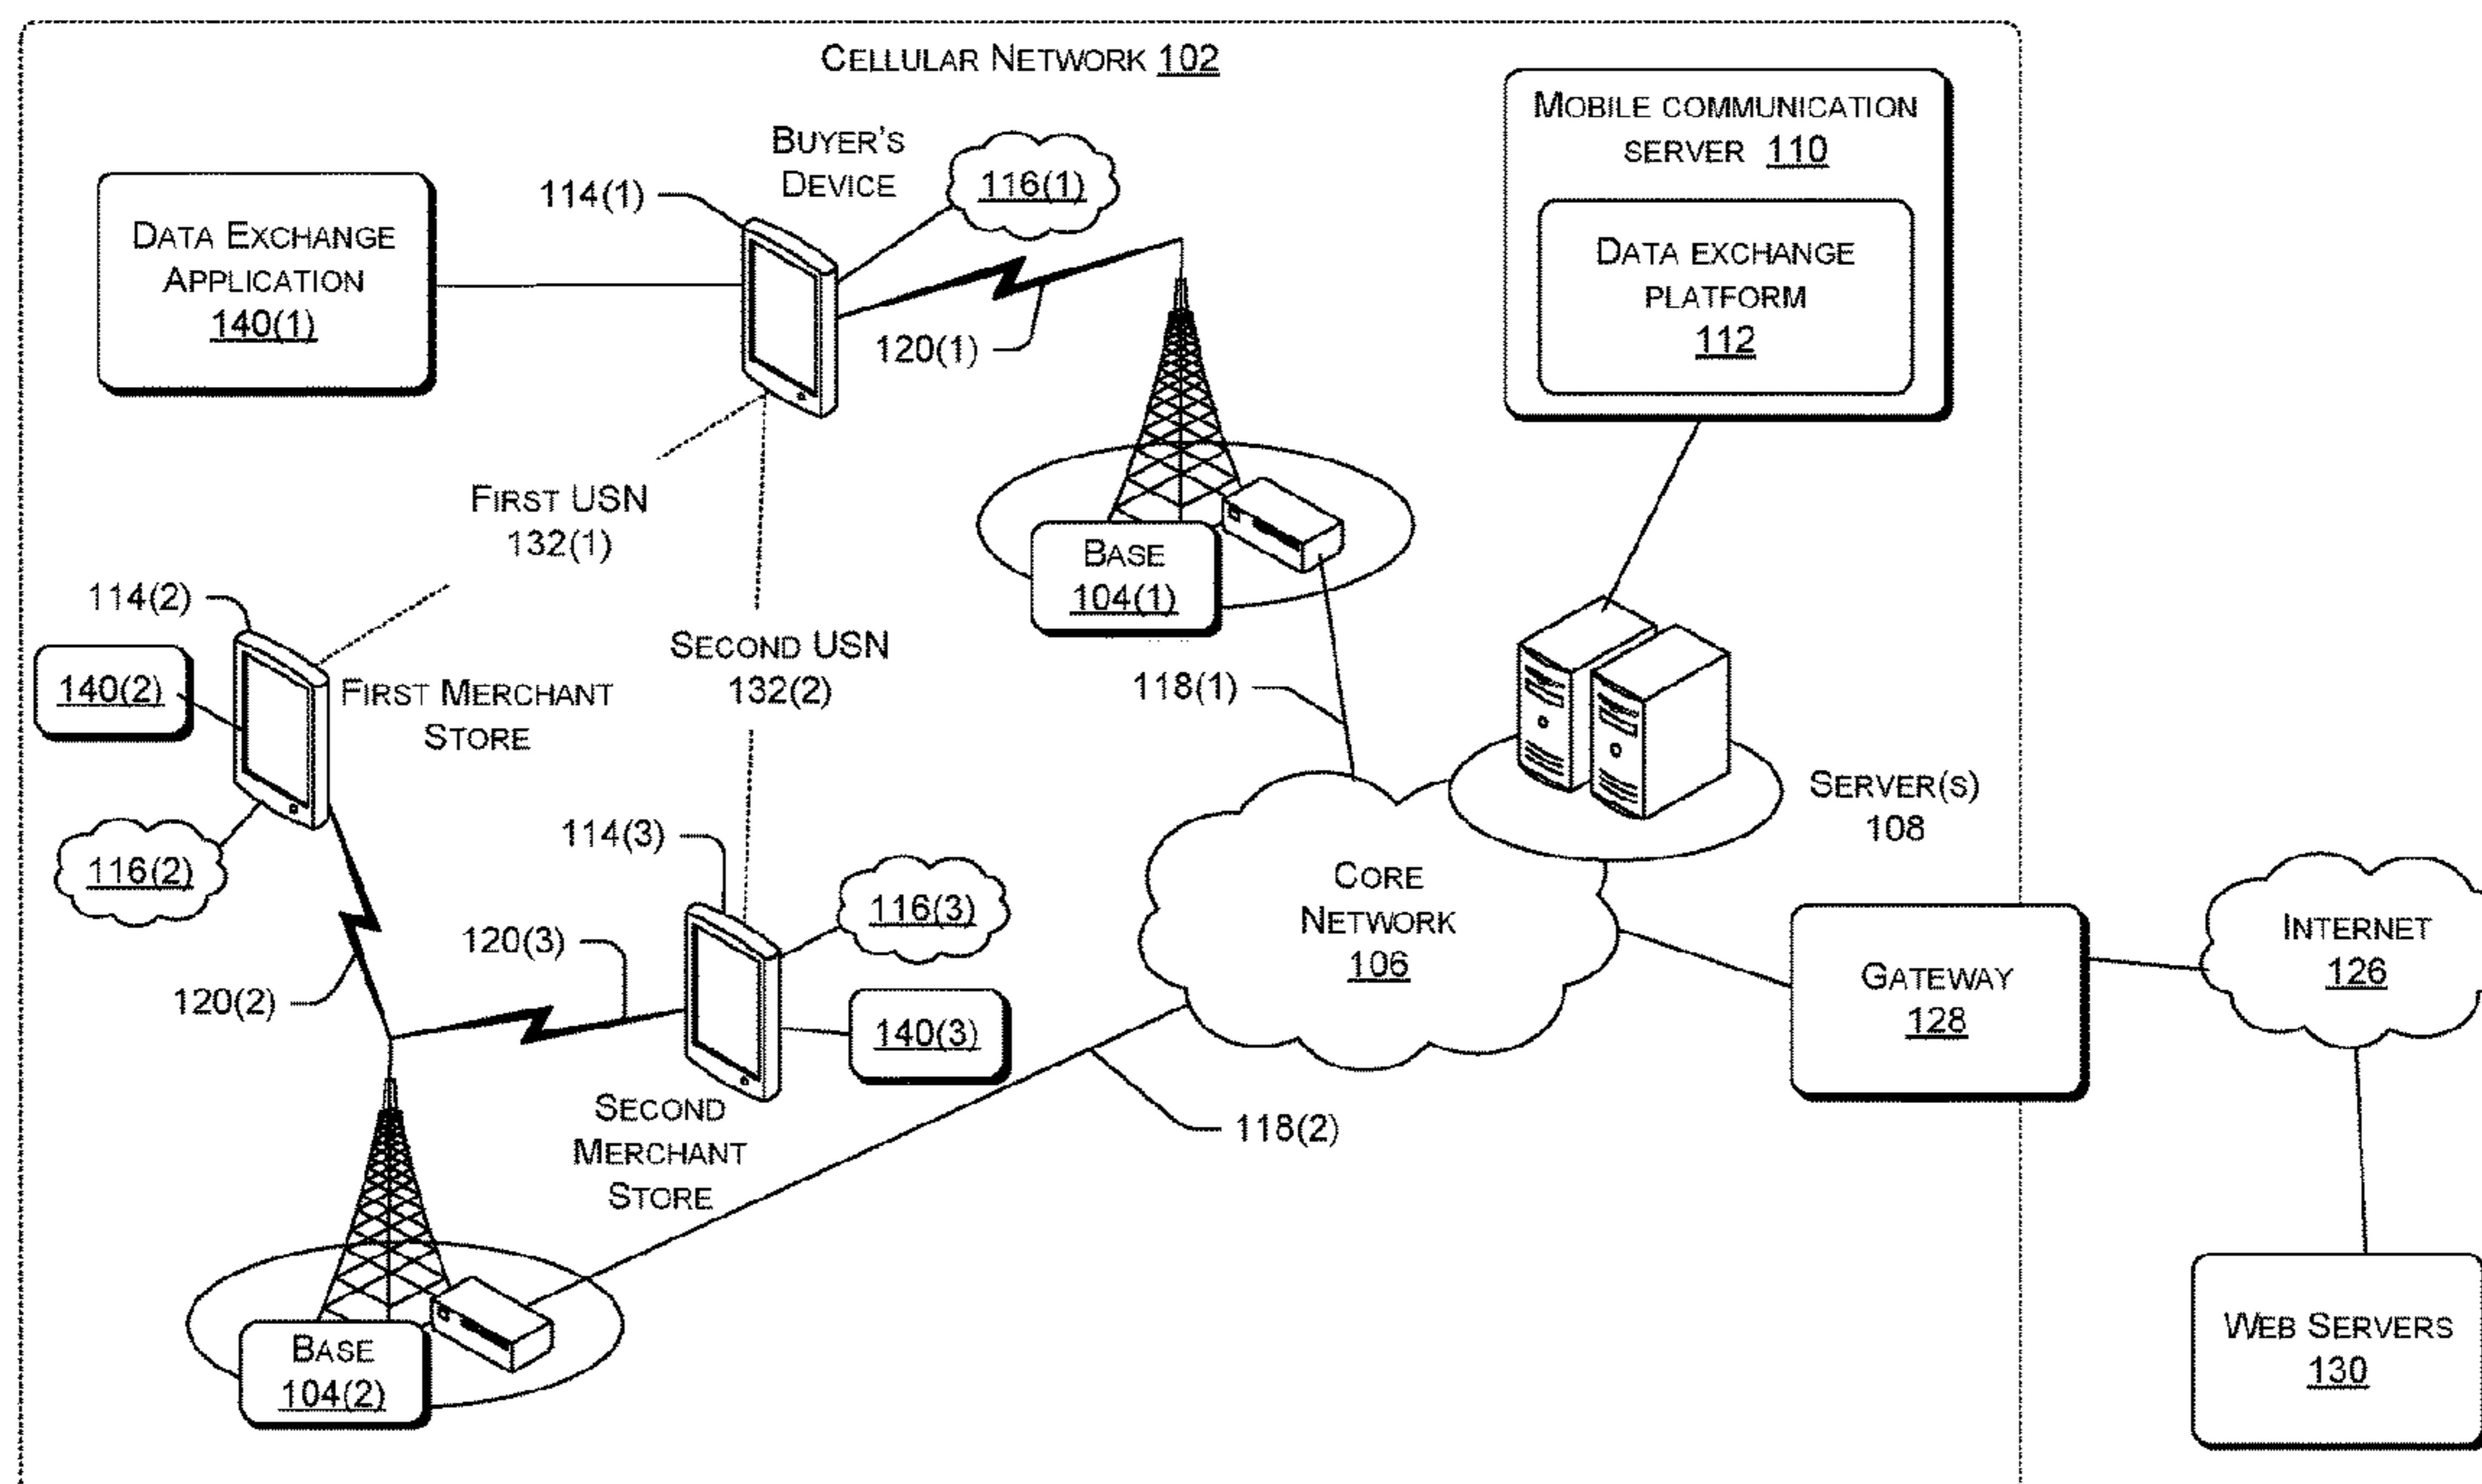 CELLULAR NETWORK 102
MOBILE COMMUNICATION
SERVER 110
DATA EXCHANGE
PLATFORM
112
BUYER'S
DEVICE
116(1)
114(1)
DATA EXCHANGE
APPLICATION
140(1)
120(1)
FIRST USN
132(1)
BASE
104(1)
114(2)
140(2)
FIRST MERCHANT
STORE
SECOND USN
132(2)
118(1)
SERVER(S)
108
116(2)
114(3)
116(3)
120(3)
120(2)
140(3)
CORE
NETWORK
106
GATEWAY
128
INTERNET
126
SECOND
MERCHANT
STORE
118(2)
BASE
104(2)
WEB SERVERS
130